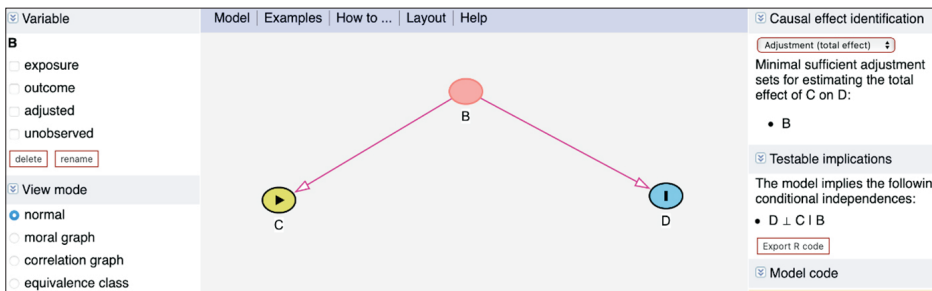 Variable
B
exposure
outcome
adjusted
unobserved
delete rename
View mode
normal
moral graph
correlation graph
equivalence class
Model | Examples | How to ... | Layout | Help
B
C
D
Causal effect identification
Adjustment (total effect)
Minimal sufficient adjustment
sets for estimating the total
effect of C on D:
• B
Testable implications
The model implies the followin
conditional independences:
• D ⊥ C | B
Export R code
Model code